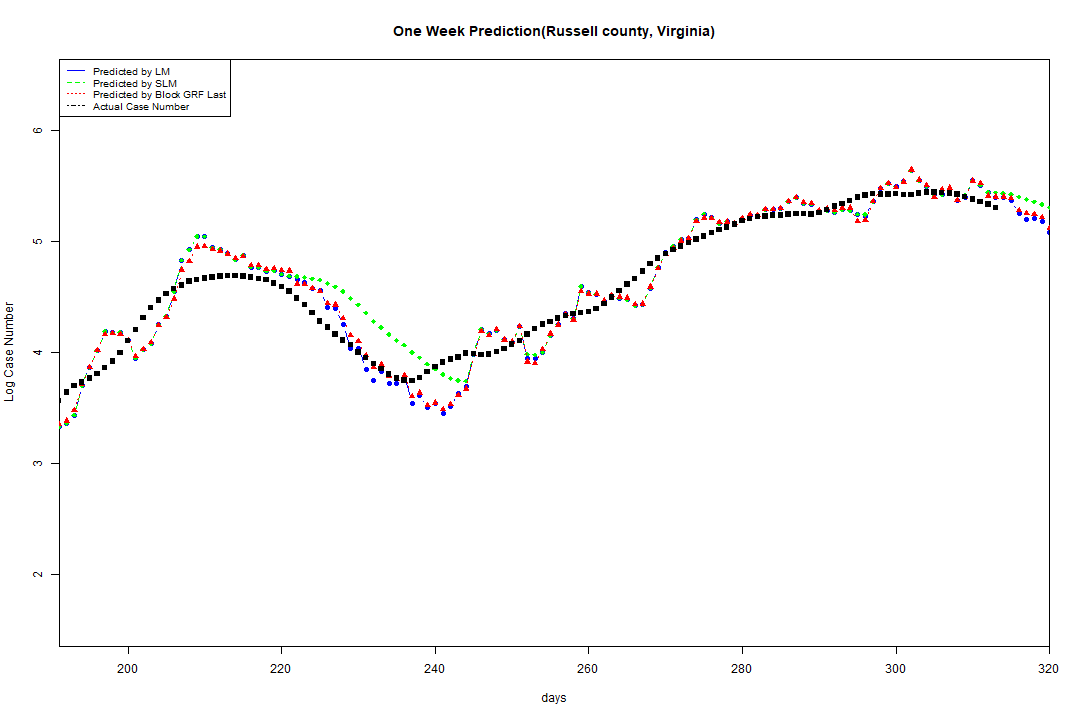 One Week Prediction(Russell county, Virginia)
Predicted by LM
Predicted by SLM
Predicted by Block GRF Last
Actual Case Number
6
5
4
3
2
Log Case Number
200 220 240 260 280 300 320
days